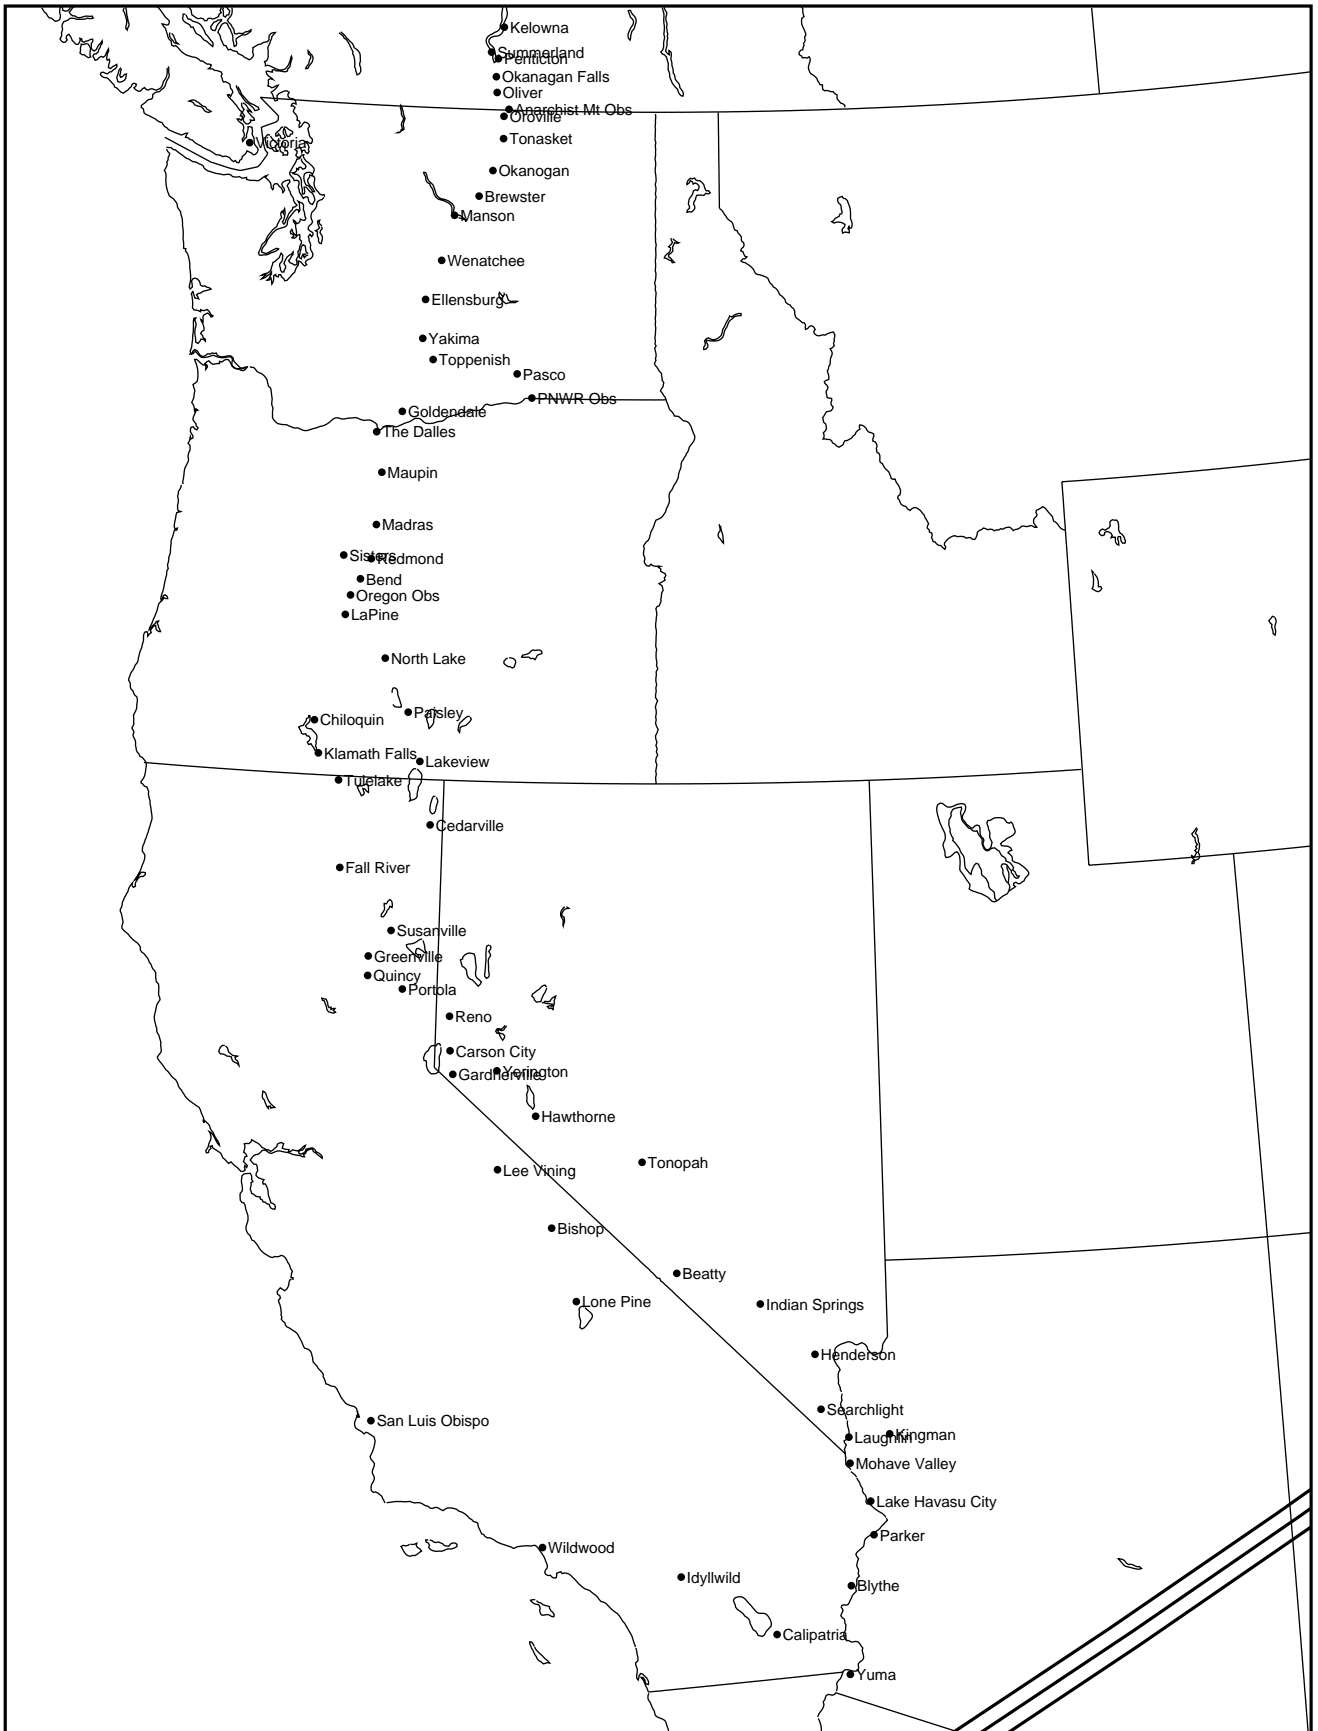 Kelowna
Summerland
Penticton
Okanagan Falls
Oliver
Anarchist Mt Obs
Oroville
Tonasket
Victoria
Okanogan
Brewster
Manson
Wenatchee
Ellensburg
Yakima
Toppenish
Pasco
PNWR Obs
Goldendale
The Dalles
Maupin
Madras
Sisters
Redmond
Bend
Oregon Obs
LaPine
North Lake
Paisley
Chiloquin
Klamath Falls
Lakeview
Tulelake
Cedarville
Fall River
Susanville
Greenville
Quincy
Portola
Reno
Carson City
Yerington
Gardnerville
Hawthorne
Tonopah
Lee Vining
Bishop
Beatty
Lone Pine
Indian Springs
Henderson
Searchlight
San Luis Obispo
Kingman
Laughlin
Mohave Valley
Lake Havasu City
Parker
Wildwood
Idyllwild
Blythe
Calipatria
Yuma